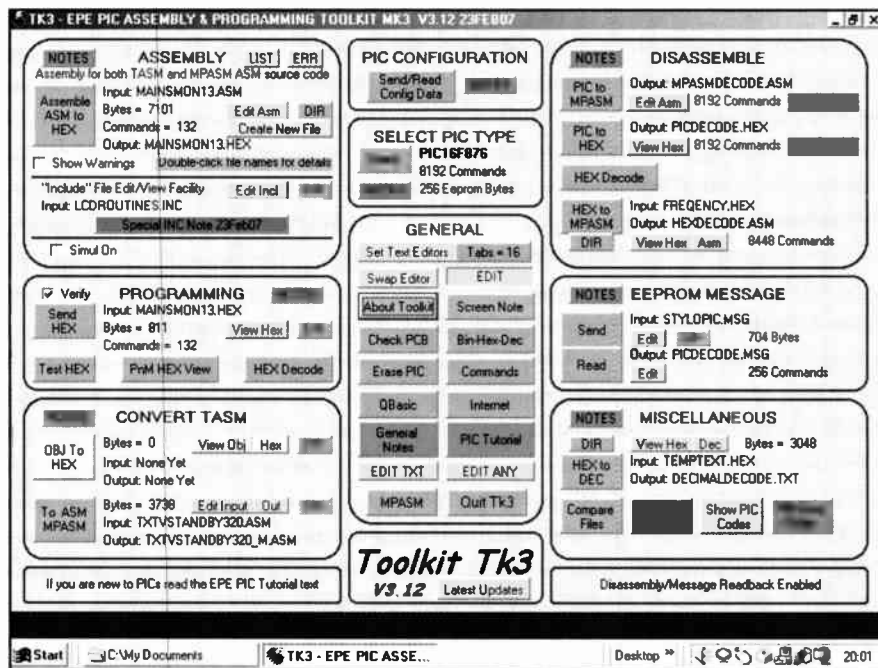 TK3 - EPE PIC ASSEMBLY & PROGRAMMING TOOLKIT MK3 V3.12 23FEB07
NOTES ASSEMBLY LIST ERR
Assembly for both TASM and MPASM ASM source code
Assemble ASM to HEX
Input: MAINSMON13.ASM
Bytes = 7101 Edit Asm DIR
Commands = 132 Create New File
Output: MAINSMON13.HEX
Show Warnings Double-click file names for details
"Include" File Edit/View Facility Edit Incl
Input: LCDROUTINES.INC
Special INC Note 23Feb07
Simul On
Verify PROGRAMMING
Send HEX
Input: MAINSMON13.HEX
Bytes = 811 View Hex
Commands = 132
Test HEX PnM HEX View HEX Decode
CONVERT TASM
OBJ To HEX
Bytes = 0 View Obj Hex
Input: None Yet
Output: None Yet
To ASM MPASM
Bytes = 3738 Edit Input Out
Input: TXTVSTANDBY320.ASM
Output: TXTVSTANDBY320_M.ASM
If you are new to PICs read the EPE PIC Tutorial text
PIC CONFIGURATION
Send/Read Config Data
SELECT PIC TYPE
PIC16F876
8192 Commands
256 Eeprom Bytes
GENERAL
Set Text Editors Tabs = 16
Swap Editor EDIT
About Toolkit Screen Note
Check PCB Bin-Hex-Dec
Erase PIC Commands
QBasic Internet
General Notes PIC Tutorial
EDIT TXT EDIT ANY
MPASM Quit Tk3
Toolkit Tk3
V3.12 Latest Updates
NOTES DISASSEMBLE
PIC to MPASM
Output: MPASMDECODE.ASM
Edit Asm 8192 Commands
PIC to HEX
Output: PICDECODE.HEX
View Hex 8192 Commands
HEX Decode
HEX to MPASM
Input: FREQENCY.HEX
Output: HEXDECODE.ASM
DIR View Hex Asm 8448 Commands
NOTES EEPROM MESSAGE
Send
Input: STYLOPIC.MSG
Edit 704 Bytes
Read
Output: PICDECODE.MSG
Edit 256 Commands
NOTES MISCELLANEOUS
DIR View Hex Dec Bytes = 3048
HEX to DEC
Input: TEMPTEXT.HEX
Output: DECIMALDECODE.TXT
Compare Files Show PIC Codes
Disassembly/Message Readback Enabled
Start C:\My Documents TK3 - EPE PIC ASSE... Desktop » 20:01